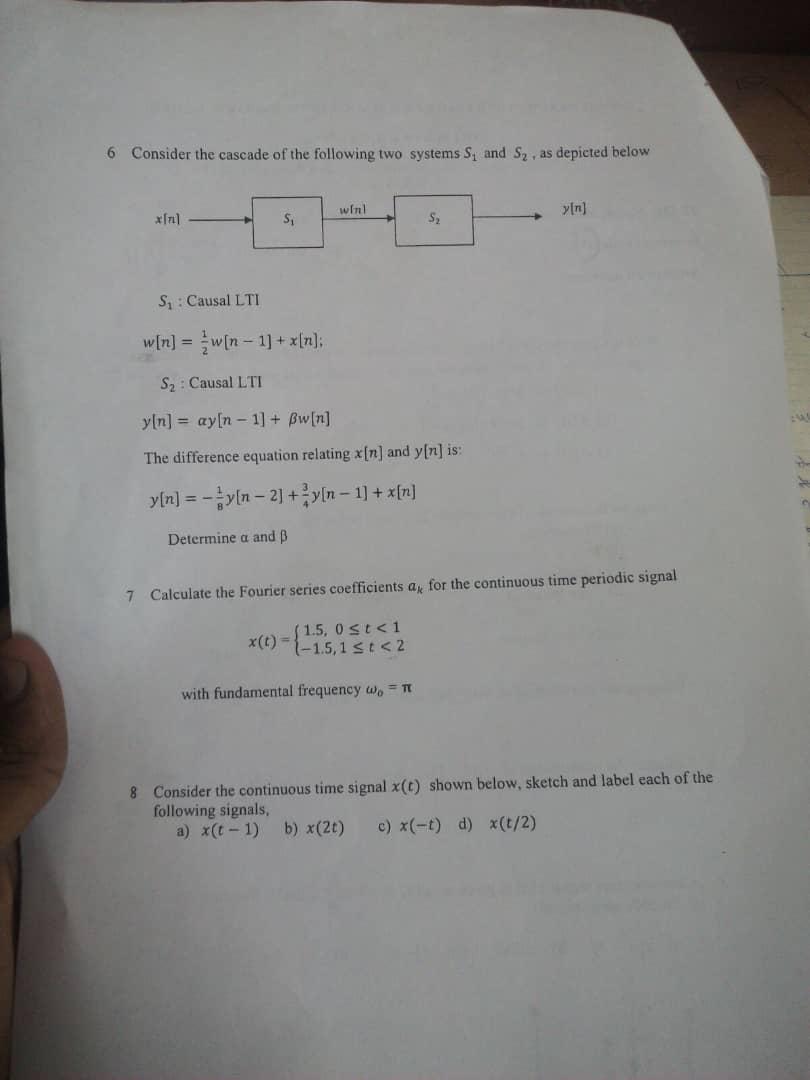 6 Consider the cascade of the following two systems S₁ and S₂ , as depicted below
x[n] S₁ w[n] S₂ y[n]
S₁ : Causal LTI
w[n] = ½w[n − 1] + x[n];
S₂ : Causal LTI
y[n] = αy[n − 1] + βw[n]
The difference equation relating x[n] and y[n] is:
y[n] = −⅛y[n − 2] + ¾y[n − 1] + x[n]
Determine α and β
7 Calculate the Fourier series coefficients aₖ for the continuous time periodic signal
x(t) = { 1.5, 0 ≤ t < 1
−1.5, 1 ≤ t < 2
with fundamental frequency ωₒ = π
8 Consider the continuous time signal x(t) shown below, sketch and label each of the
following signals,
a) x(t − 1) b) x(2t) c) x(−t) d) x(t/2)